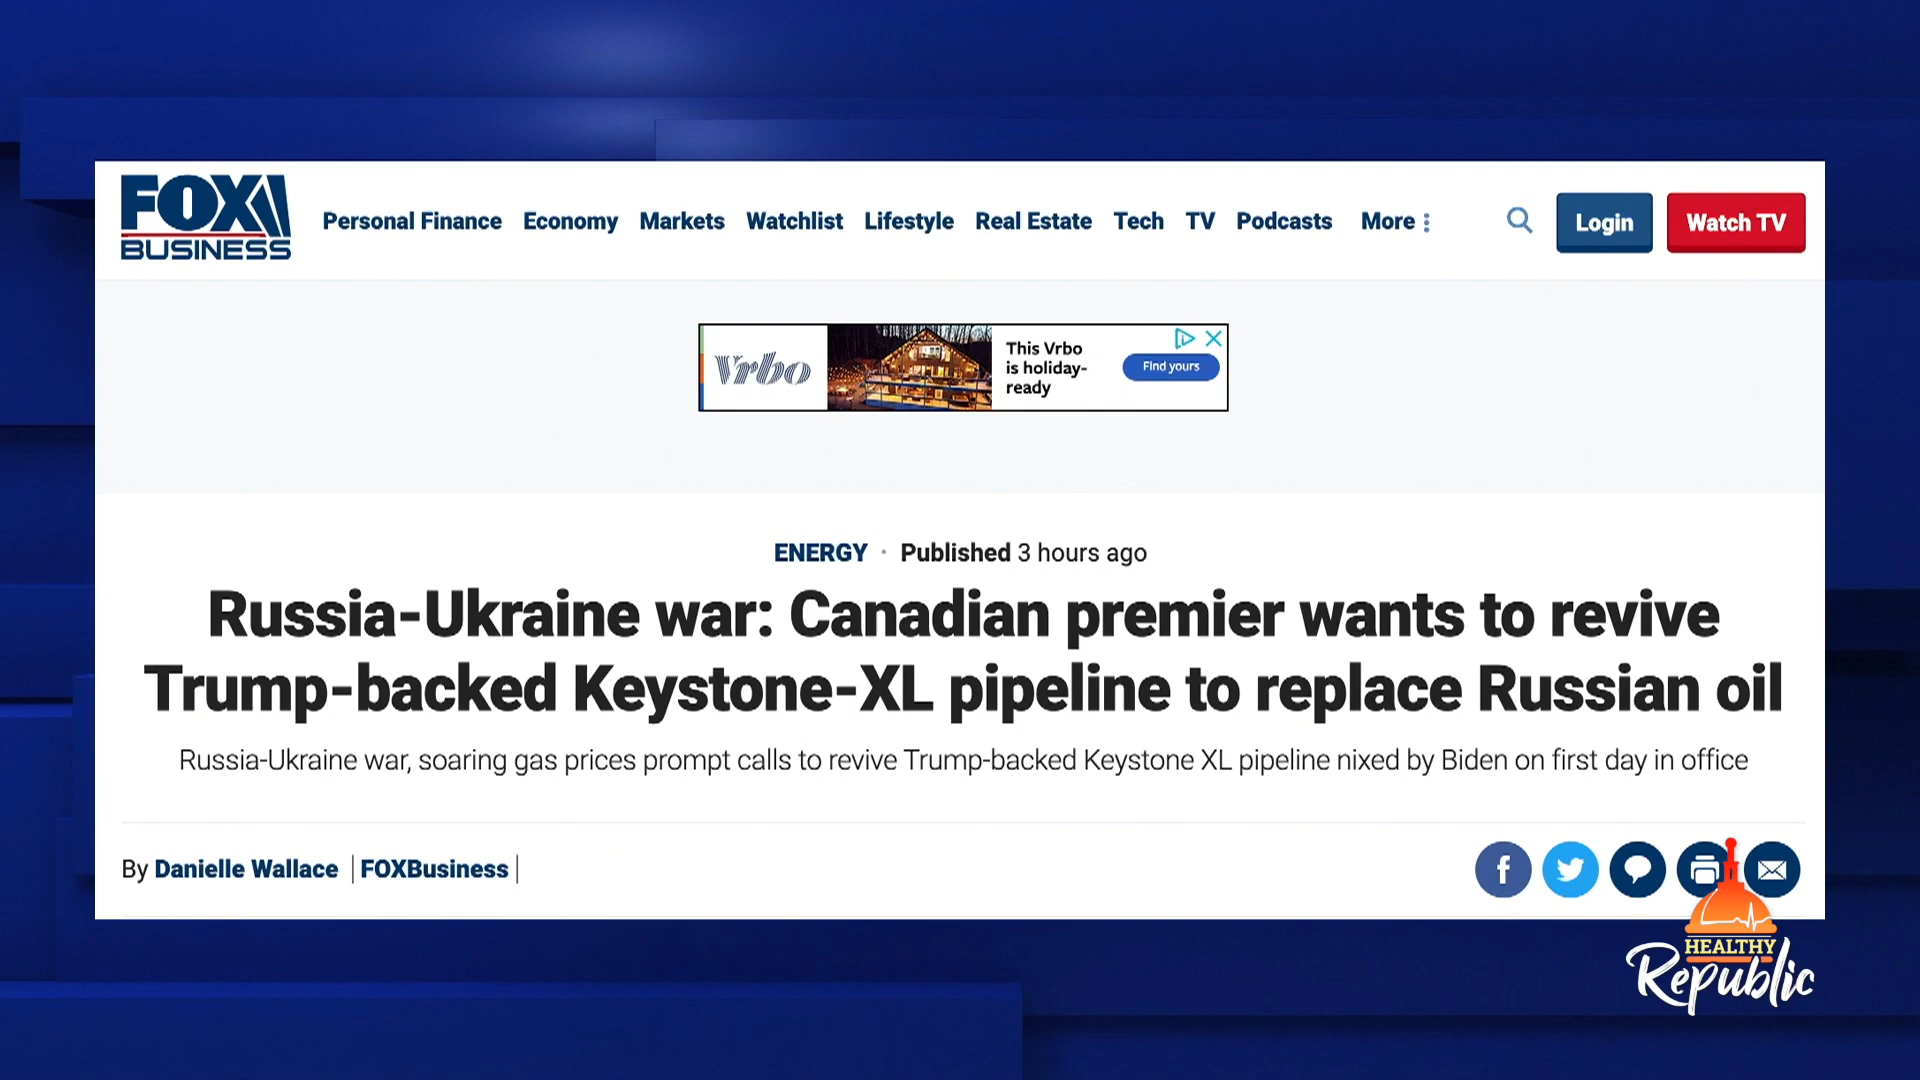 FOX
BUSINESS
Personal Finance Economy Markets Watchlist Lifestyle Real Estate Tech TV Podcasts More Login Watch TV
Vrbo
This Vrbo
is holiday-
ready
Find yours
ENERGY · Published 3 hours ago
Russia-Ukraine war: Canadian premier wants to revive
Trump-backed Keystone-XL pipeline to replace Russian oil
Russia-Ukraine war, soaring gas prices prompt calls to revive Trump-backed Keystone XL pipeline nixed by Biden on first day in office
By Danielle Wallace | FOXBusiness |
HEALTHY
Republic